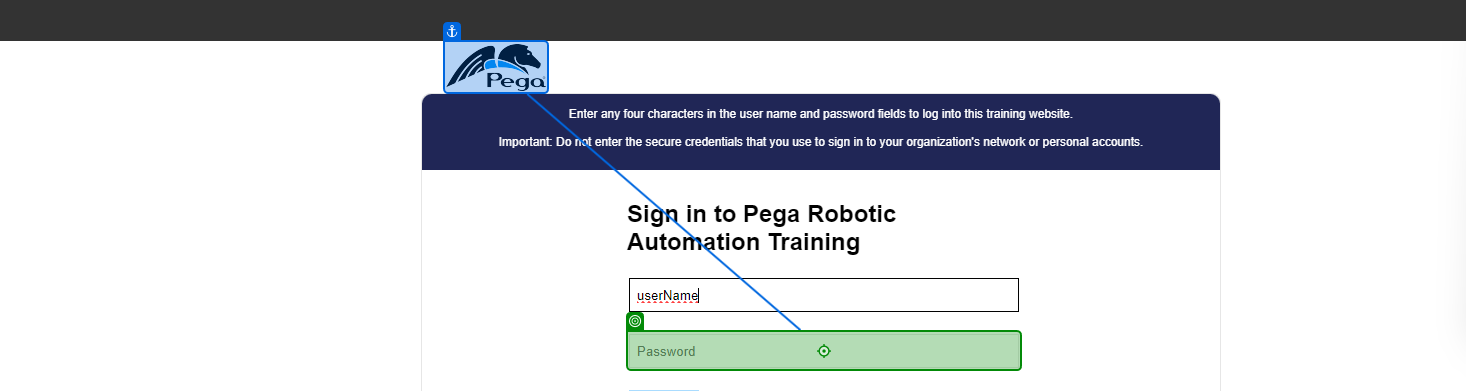 Pega
Enter any four characters in the user name and password fields to log into this training website.
Important: Do not enter the secure credentials that you use to sign in to your organization's network or personal accounts.
Sign in to Pega Robotic
Automation Training
userName
Password